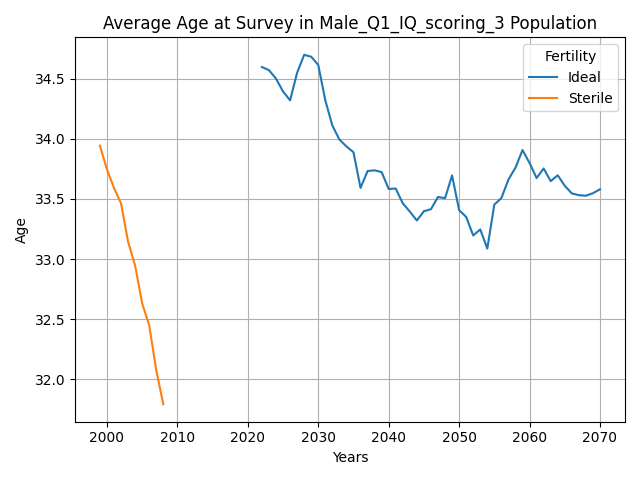 Average Age at Survey in Male_Q1_IQ_scoring_3 Population
Fertility
Ideal
Sterile
34.5
34.0
33.5
33.0
32.5
32.0
Age
2000 2010 2020 2030 2040 2050 2060 2070
Years